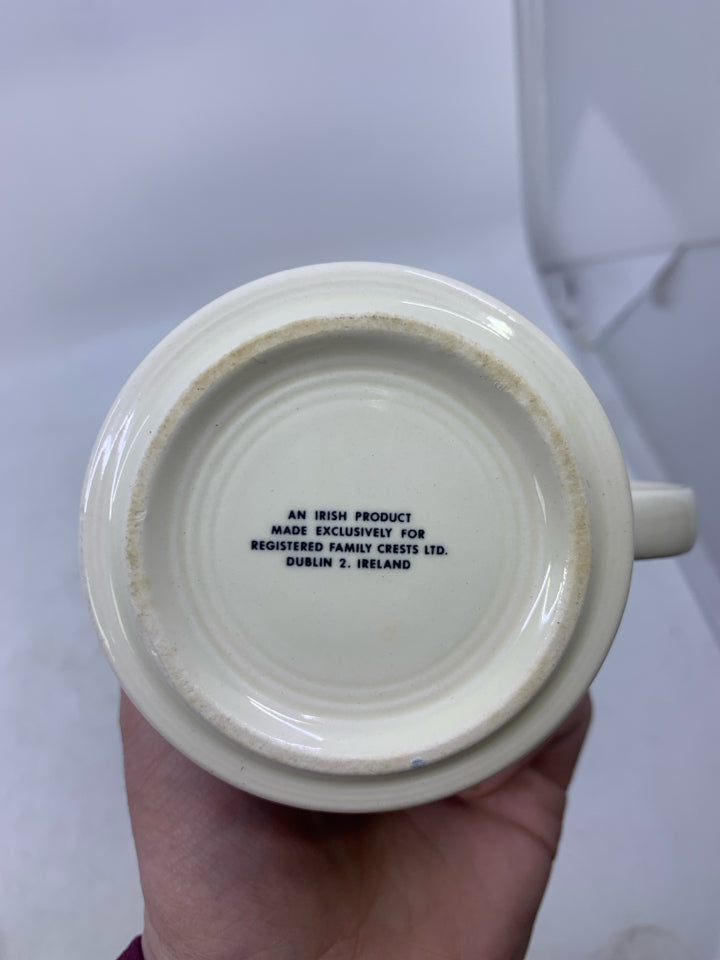 AN IRISH PRODUCT
MADE EXCLUSIVELY FOR
REGISTERED FAMILY CRESTS LTD.
DUBLIN 2. IRELAND